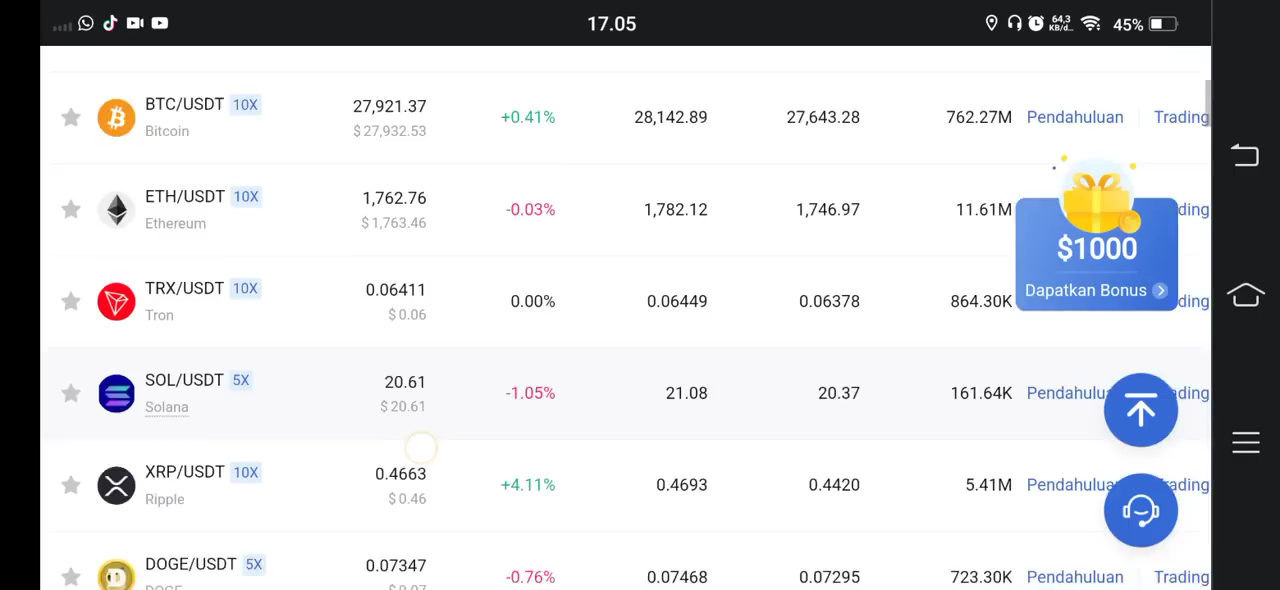 17.05
64,3
KB/d...
45%
BTC/USDT 10X
27,921.37
+0.41%
28,142.89
27,643.28
762.27M
Pendahuluan
Trading
Bitcoin
$ 27,932.53
ETH/USDT 10X
1,762.76
-0.03%
1,782.12
1,746.97
11.61M
ding
Ethereum
$ 1,763.46
$1000
Dapatkan Bonus
TRX/USDT 10X
0.06411
0.00%
0.06449
0.06378
864.30K
ding
Tron
$ 0.06
SOL/USDT 5X
20.61
-1.05%
21.08
20.37
161.64K
Pendahulua
ading
Solana
$ 20.61
XRP/USDT 10X
0.4663
+4.11%
0.4693
0.4420
5.41M
Pendahulua
rading
Ripple
$ 0.46
DOGE/USDT 5X
0.07347
-0.76%
0.07468
0.07295
723.30K
Pendahuluan
Trading